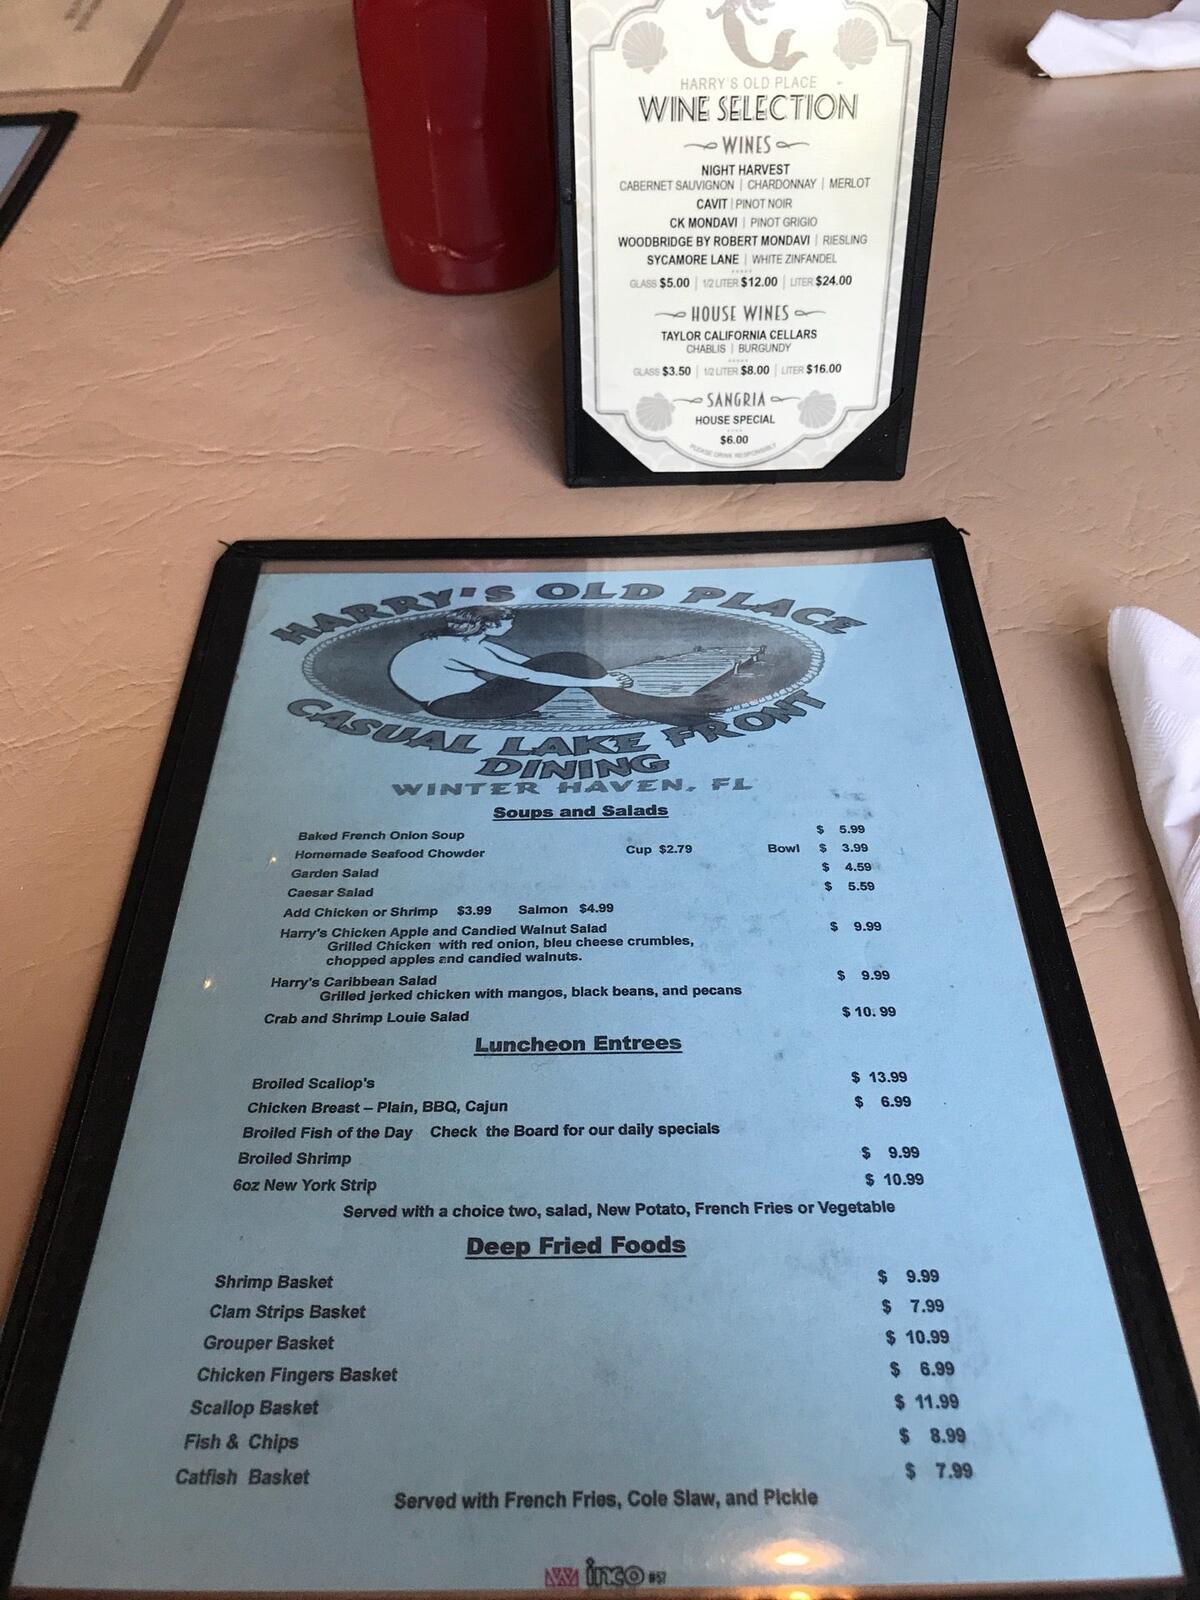 HARRY'S OLD PLACE
WINE SELECTION
WINES
NIGHT HARVEST
CABERNET SAUVIGNON | CHARDONNAY | MERLOT
CAVIT | PINOT NOIR
CK MONDAVI | PINOT GRIGIO
WOODBRIDGE BY ROBERT MONDAVI | RIESLING
SYCAMORE LANE | WHITE ZINFANDEL
GLASS $5.00 | 1/2 LITER $12.00 | LITER $24.00
HOUSE WINES
TAYLOR CALIFORNIA CELLARS
CHABLIS | BURGUNDY
GLASS $3.50 | 1/2 LITER $8.00 | LITER $16.00
SANGRIA
HOUSE SPECIAL
$6.00
PLEASE DRINK RESPONSIBLY
HARRY'S OLD PLACE
CASUAL LAKE FRONT
DINING
WINTER HAVEN, FL
Soups and Salads
Baked French Onion Soup $ 5.99
Homemade Seafood Chowder Cup $2.79 Bowl $ 3.99
Garden Salad $ 4.59
Caesar Salad $ 5.59
Add Chicken or Shrimp $3.99 Salmon $4.99
Harry's Chicken Apple and Candied Walnut Salad $ 9.99
Grilled Chicken with red onion, bleu cheese crumbles,
chopped apples and candied walnuts.
Harry's Caribbean Salad $ 9.99
Grilled jerked chicken with mangos, black beans, and pecans
Crab and Shrimp Louie Salad $ 10. 99
Luncheon Entrees
Broiled Scallop's $ 13.99
Chicken Breast – Plain, BBQ, Cajun $ 6.99
Broiled Fish of the Day Check the Board for our daily specials
Broiled Shrimp $ 9.99
6oz New York Strip $ 10.99
Served with a choice two, salad, New Potato, French Fries or Vegetable
Deep Fried Foods
Shrimp Basket $ 9.99
Clam Strips Basket $ 7.99
Grouper Basket $ 10.99
Chicken Fingers Basket $ 6.99
Scallop Basket $ 11.99
Fish & Chips $ 8.99
Catfish Basket $ 7.99
Served with French Fries, Cole Slaw, and Pickle
inco #57